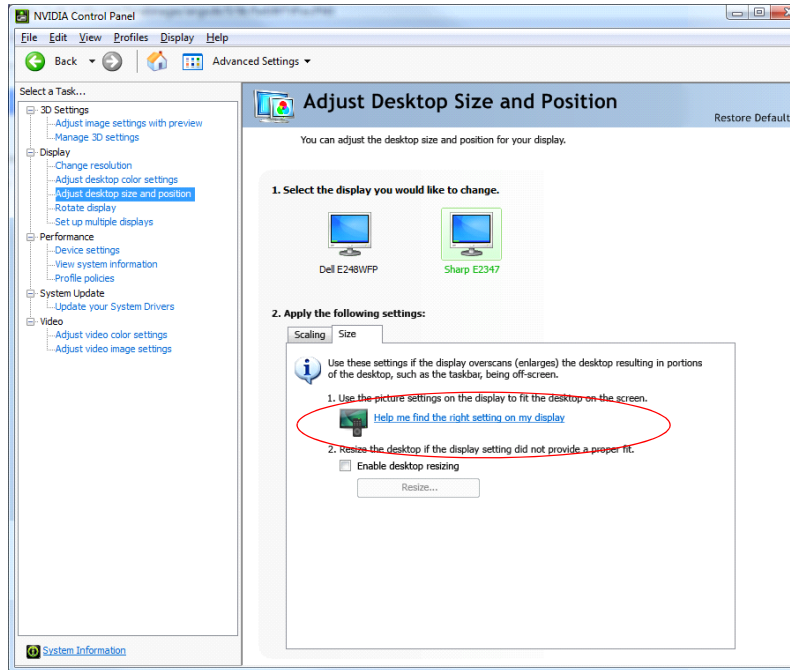 NVIDIA Control Panel
File Edit View Profiles Display Help
Back Advanced Settings
Select a Task...
3D Settings
Adjust image settings with preview
Manage 3D settings
Display
Change resolution
Adjust desktop color settings
Adjust desktop size and position
Rotate display
Set up multiple displays
Performance
Device settings
View system information
Profile policies
System Update
Update your System Drivers
Video
Adjust video color settings
Adjust video image settings
System Information
Adjust Desktop Size and Position
Restore Default
You can adjust the desktop size and position for your display.
1. Select the display you would like to change.
Dell E248WFP Sharp E2347
2. Apply the following settings:
Scaling Size
Use these settings if the display overscans (enlarges) the desktop resulting in portions
of the desktop, such as the taskbar, being off-screen.
1. Use the picture settings on the display to fit the desktop on the screen.
Help me find the right setting on my display
2. Resize the desktop if the display setting did not provide a proper fit.
Enable desktop resizing
Resize...